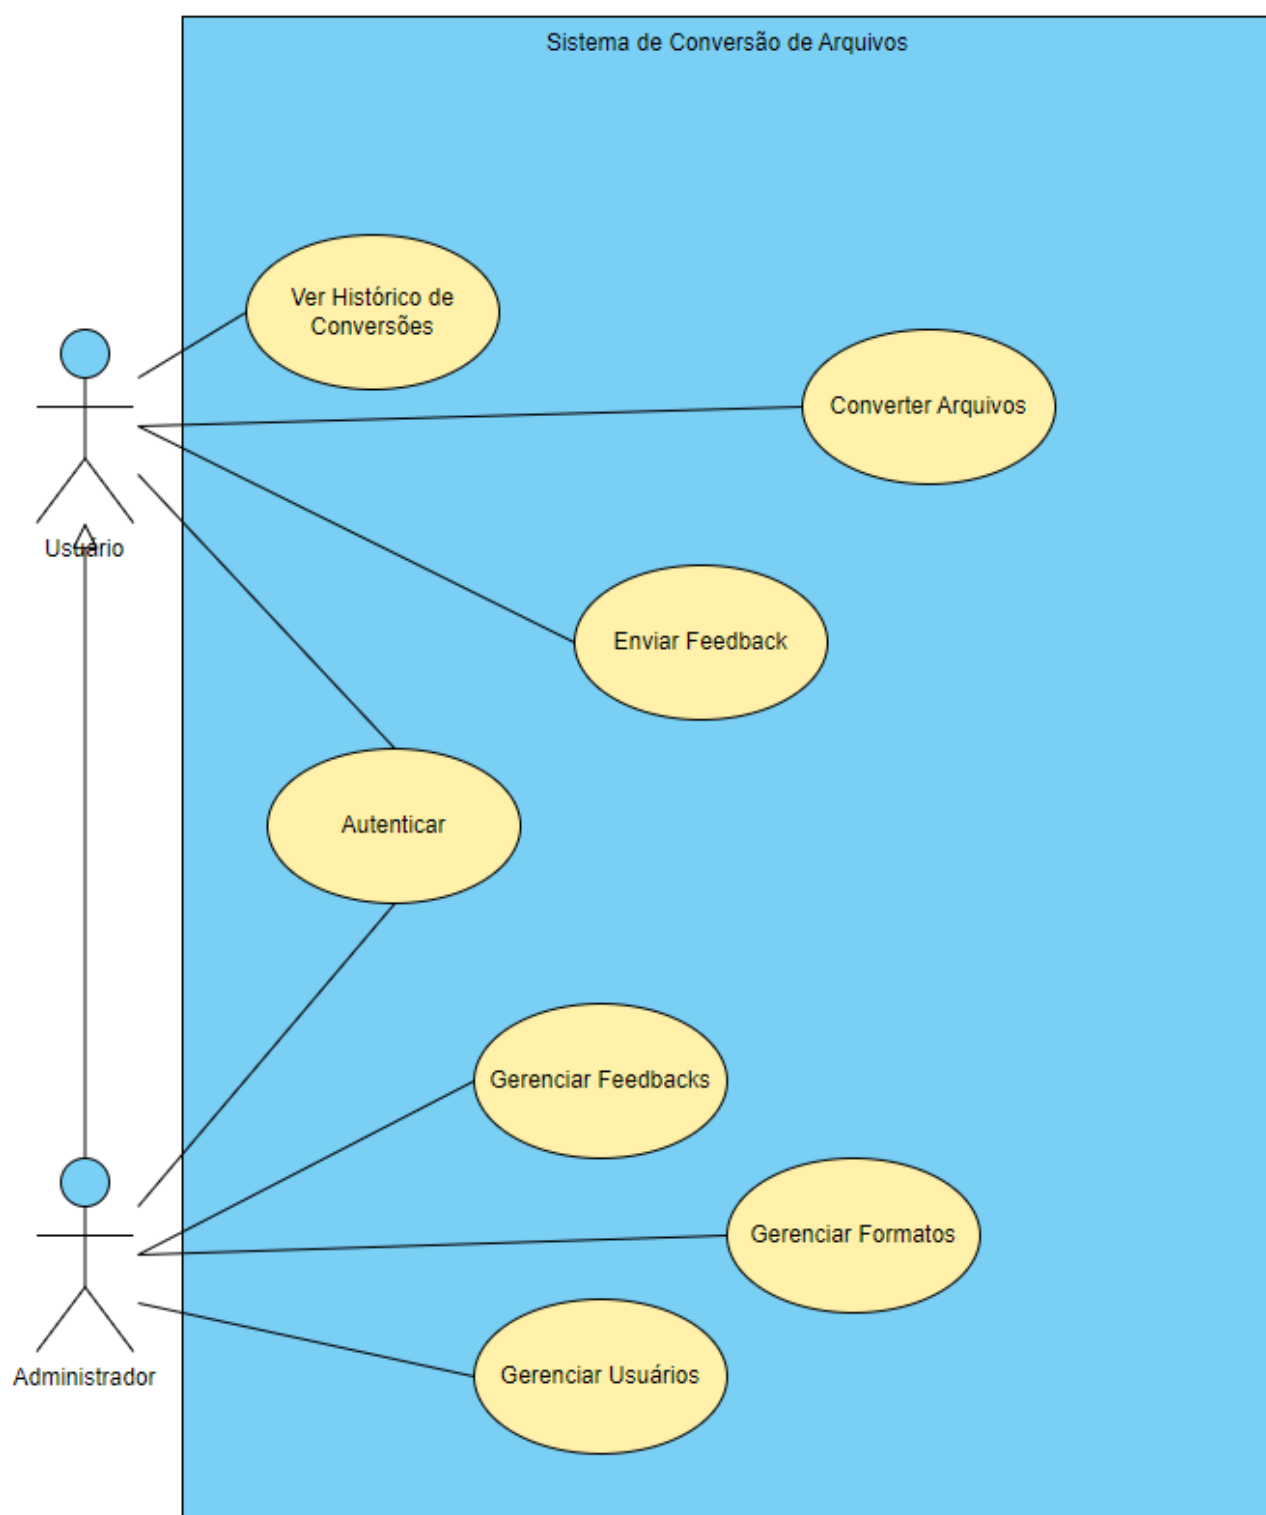 Sistema de Conversão de Arquivos
Ver Histórico de
Conversões
Converter Arquivos
Usuário
Enviar Feedback
Autenticar
Gerenciar Feedbacks
Gerenciar Formatos
Administrador
Gerenciar Usuários